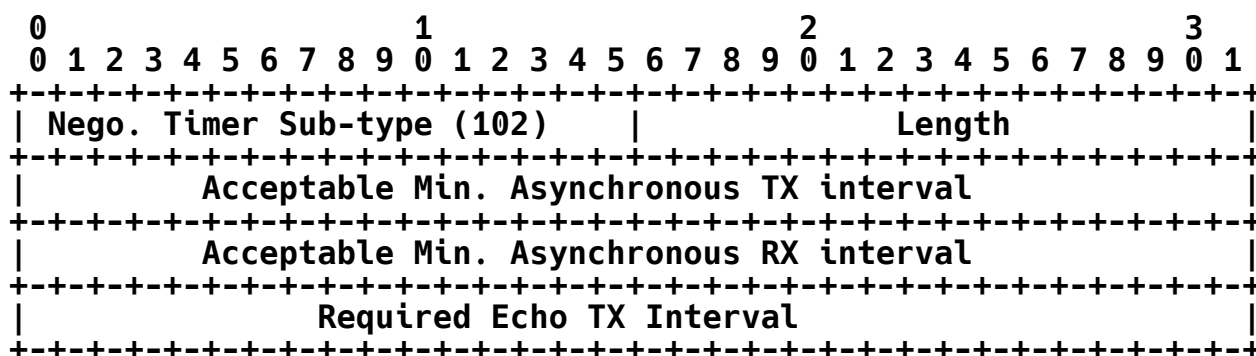 0                   1                   2                   3
 0 1 2 3 4 5 6 7 8 9 0 1 2 3 4 5 6 7 8 9 0 1 2 3 4 5 6 7 8 9 0 1
+-+-+-+-+-+-+-+-+-+-+-+-+-+-+-+-+-+-+-+-+-+-+-+-+-+-+-+-+-+-+-+-+
| Nego. Timer Sub-type (102)    |             Length            |
+-+-+-+-+-+-+-+-+-+-+-+-+-+-+-+-+-+-+-+-+-+-+-+-+-+-+-+-+-+-+-+-+
|         Acceptable Min. Asynchronous TX interval              |
+-+-+-+-+-+-+-+-+-+-+-+-+-+-+-+-+-+-+-+-+-+-+-+-+-+-+-+-+-+-+-+-+
|         Acceptable Min. Asynchronous RX interval              |
+-+-+-+-+-+-+-+-+-+-+-+-+-+-+-+-+-+-+-+-+-+-+-+-+-+-+-+-+-+-+-+-+
|               Required Echo TX Interval                       |
+-+-+-+-+-+-+-+-+-+-+-+-+-+-+-+-+-+-+-+-+-+-+-+-+-+-+-+-+-+-+-+-+